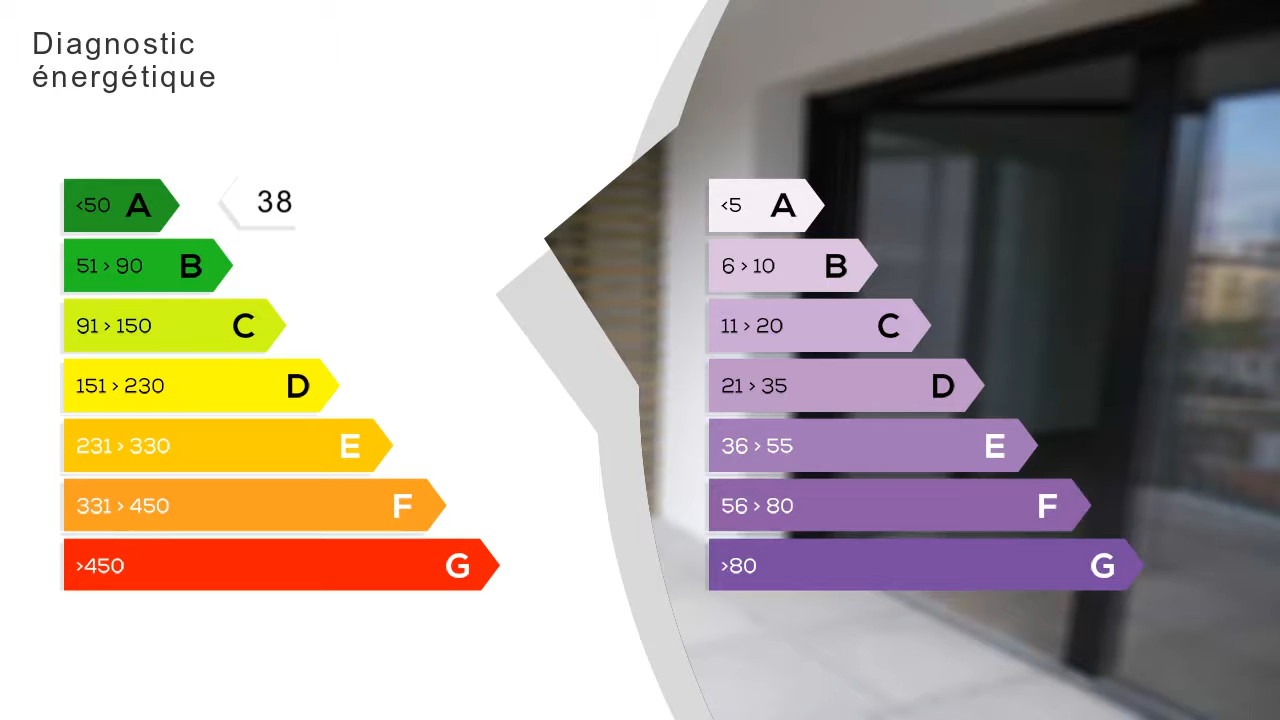 Diagnostic
énergétique
<50 A
38
51 > 90 B
91 > 150 C
151 > 230 D
231 > 330 E
331 > 450 F
>450 G
<5 A
6 > 10 B
11 > 20 C
21 > 35 D
36 > 55 E
56 > 80 F
>80 G